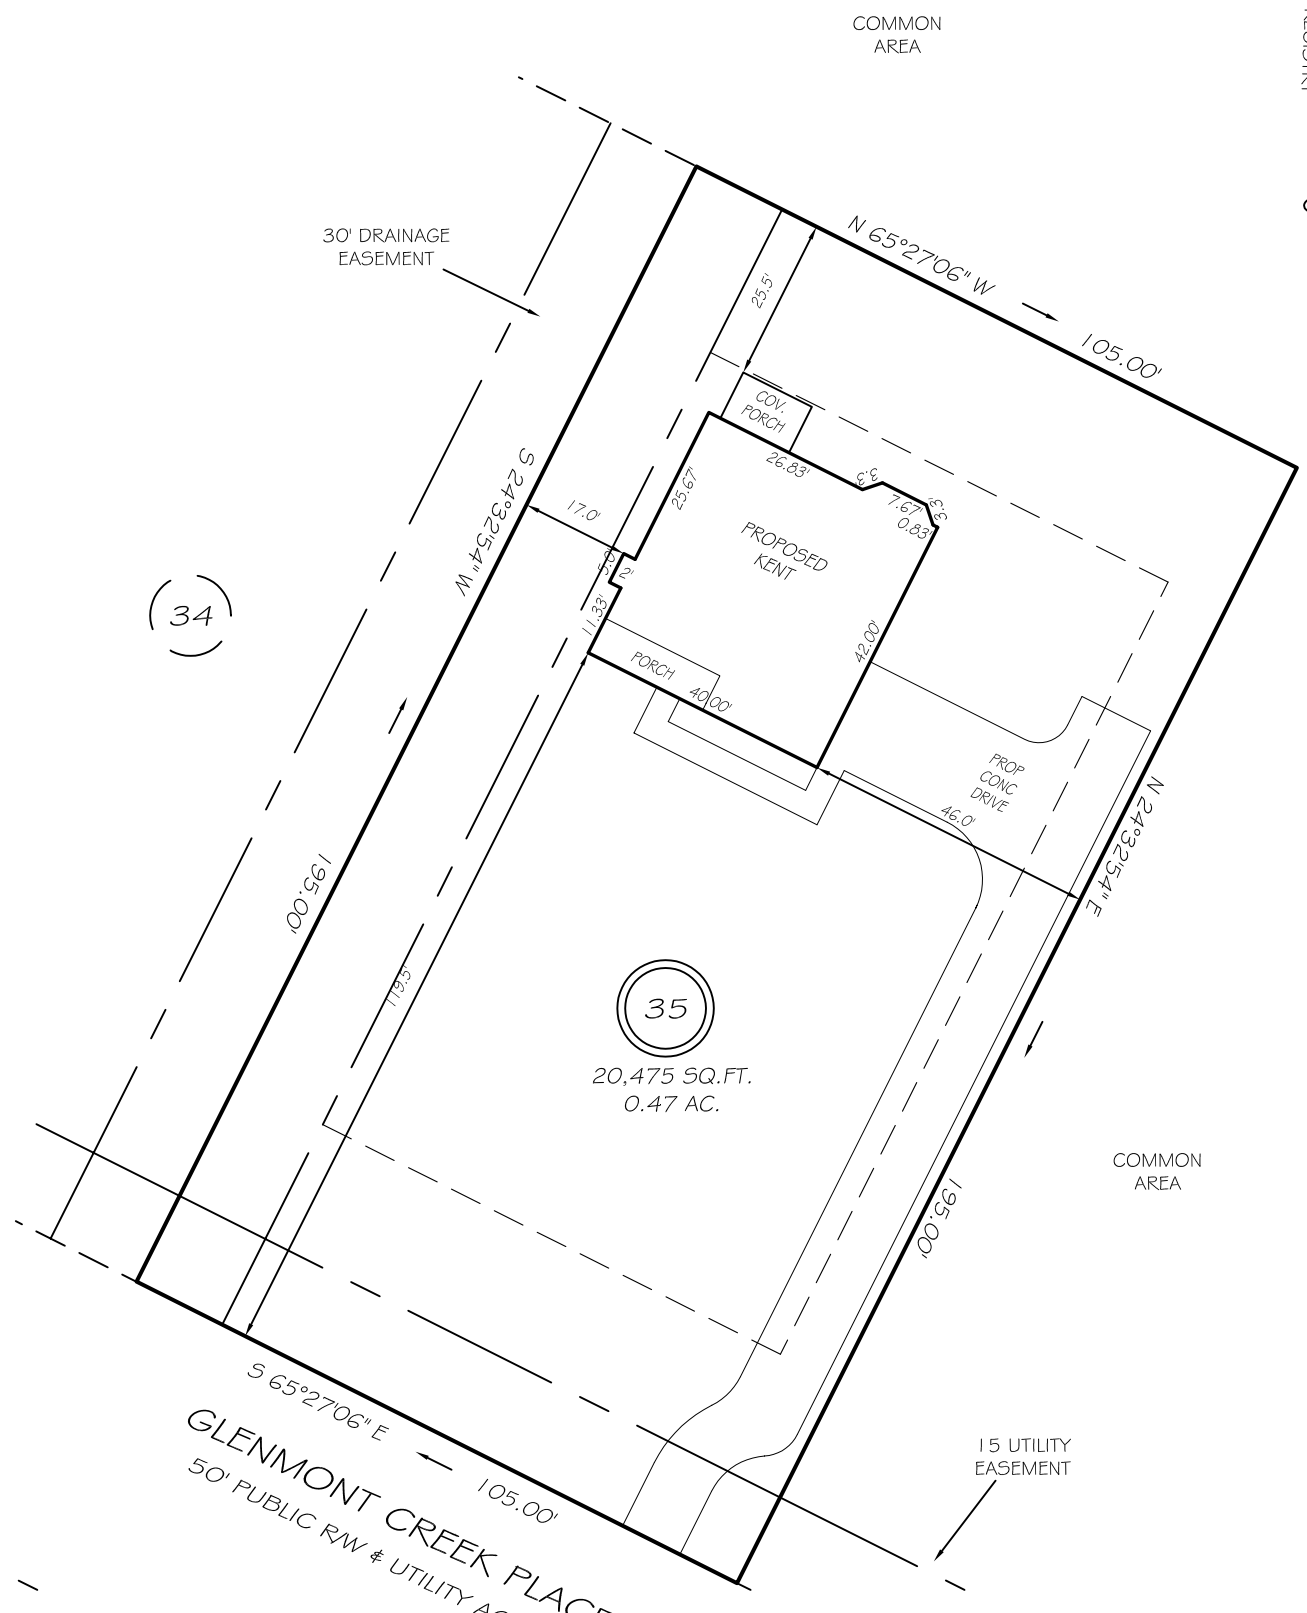 COMMON
AREA
30' DRAINAGE
EASEMENT
N 65°27'06" W
105.00'
25.5'
COV.
PORCH
26.83'
3.3'
7.67'
3.3'
0.83'
25.67'
S 24°32'54" W
17.0'
PROPOSED
KENT
5.0'
2'
11.33'
34
42.00'
PORCH
40.00'
PROP
CONC
DRIVE
46.0'
N 24°32'54" E
195.00'
119.5'
35
20,475 SQ.FT.
0.47 AC.
COMMON
AREA
195.00'
S 65°27'06" E
105.00'
15 UTILITY
EASEMENT
GLENMONT CREEK PLACE
50' PUBLIC R/W & UTILITY